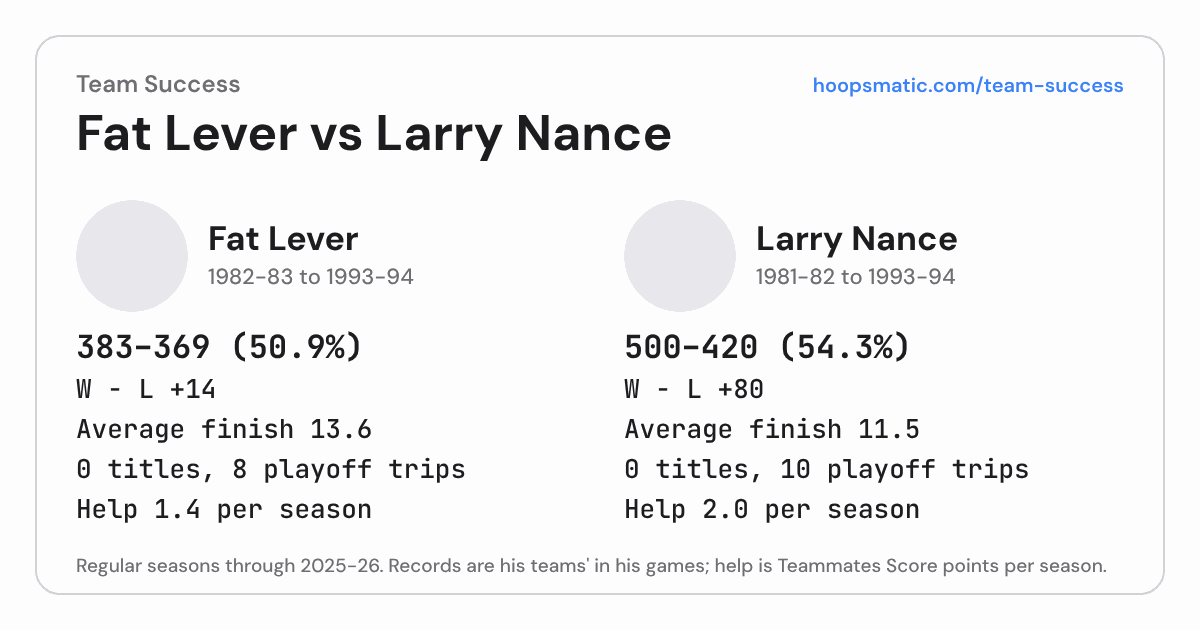 Team Success
hoopsmatic.com/team-success
Fat Lever vs Larry Nance
Fat Lever
1982-83 to 1993-94
383-369 (50.9%)
W - L +14
Average finish 13.6
0 titles, 8 playoff trips
Help 1.4 per season
Larry Nance
1981-82 to 1993-94
500-420 (54.3%)
W - L +80
Average finish 11.5
0 titles, 10 playoff trips
Help 2.0 per season
Regular seasons through 2025-26. Records are his teams' in his games; help is Teammates Score points per season.